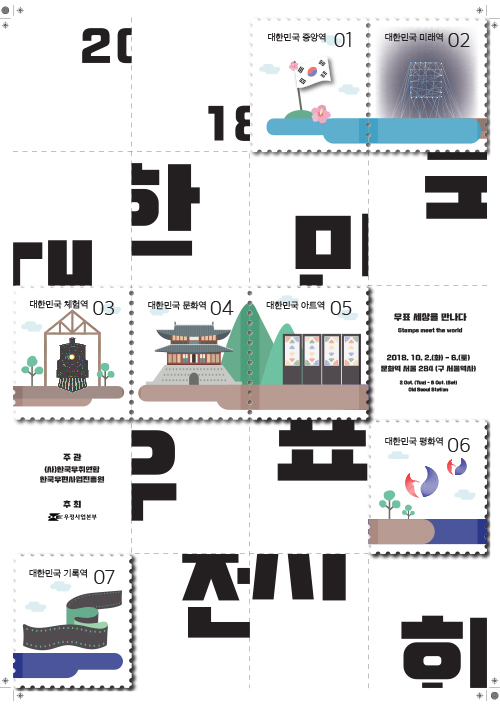 20
18
대한민국 중앙역 01
대한민국 미래역 02
대
한
민
대한민국 체험역 03
대한민국 문화역 04
대한민국 아트역 05
우표 세상을 만나다
Stamps meet the world
2018. 10. 2.(화) - 6.(토)
문화역 서울 284 (구 서울역사)
2 Oct. (Tue) - 6 Oct. (Sat)
Old Seoul Station
우
표
대한민국 평화역 06
주 관
(사)한국우취연합
한국우편사업진흥원
주 최
우정사업본부
전시
회
대한민국 기록역 07